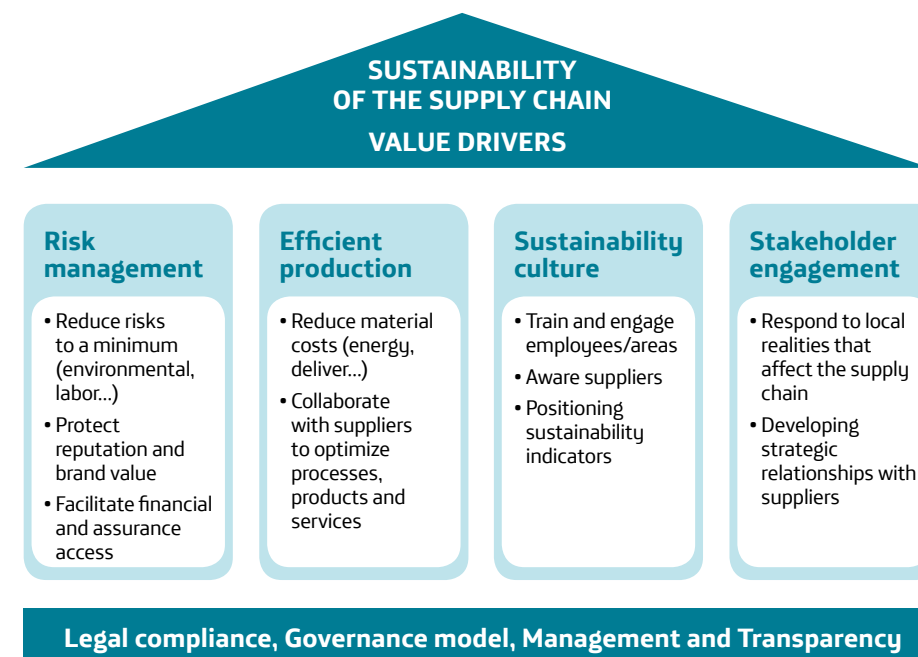 SUSTAINABILITY
OF THE SUPPLY CHAIN
VALUE DRIVERS
Risk
management
• Reduce risks
to a minimum
(environmental,
labor...)
• Protect
reputation and
brand value
• Facilitate financial
and assurance
access
Efficient
production
• Reduce material
costs (energy,
deliver...)
• Collaborate
with suppliers
to optimize
processes,
products and
services
Sustainability
culture
• Train and engage
employees/areas
• Aware suppliers
• Positioning
sustainability
indicators
Stakeholder
engagement
• Respond to local
realities that
affect the supply
chain
• Developing
strategic
relationships with
suppliers
Legal compliance, Governance model, Management and Transparency